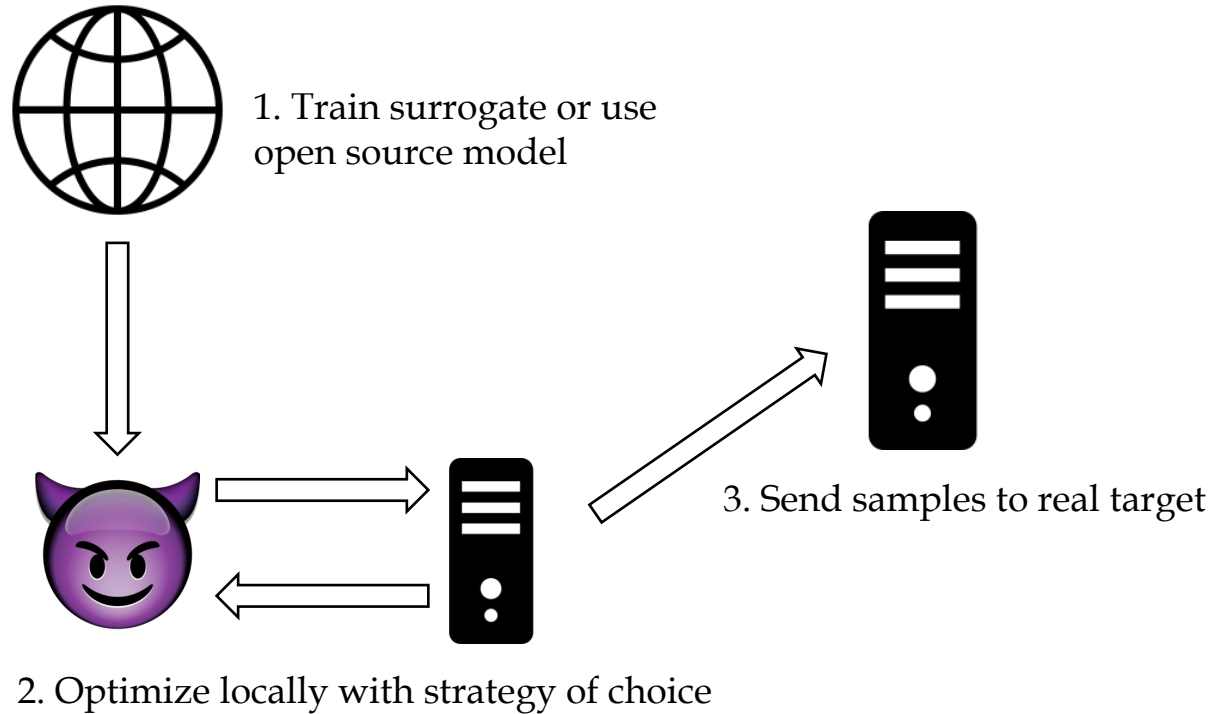 1. Train surrogate or use
open source model
3. Send samples to real target
2. Optimize locally with strategy of choice